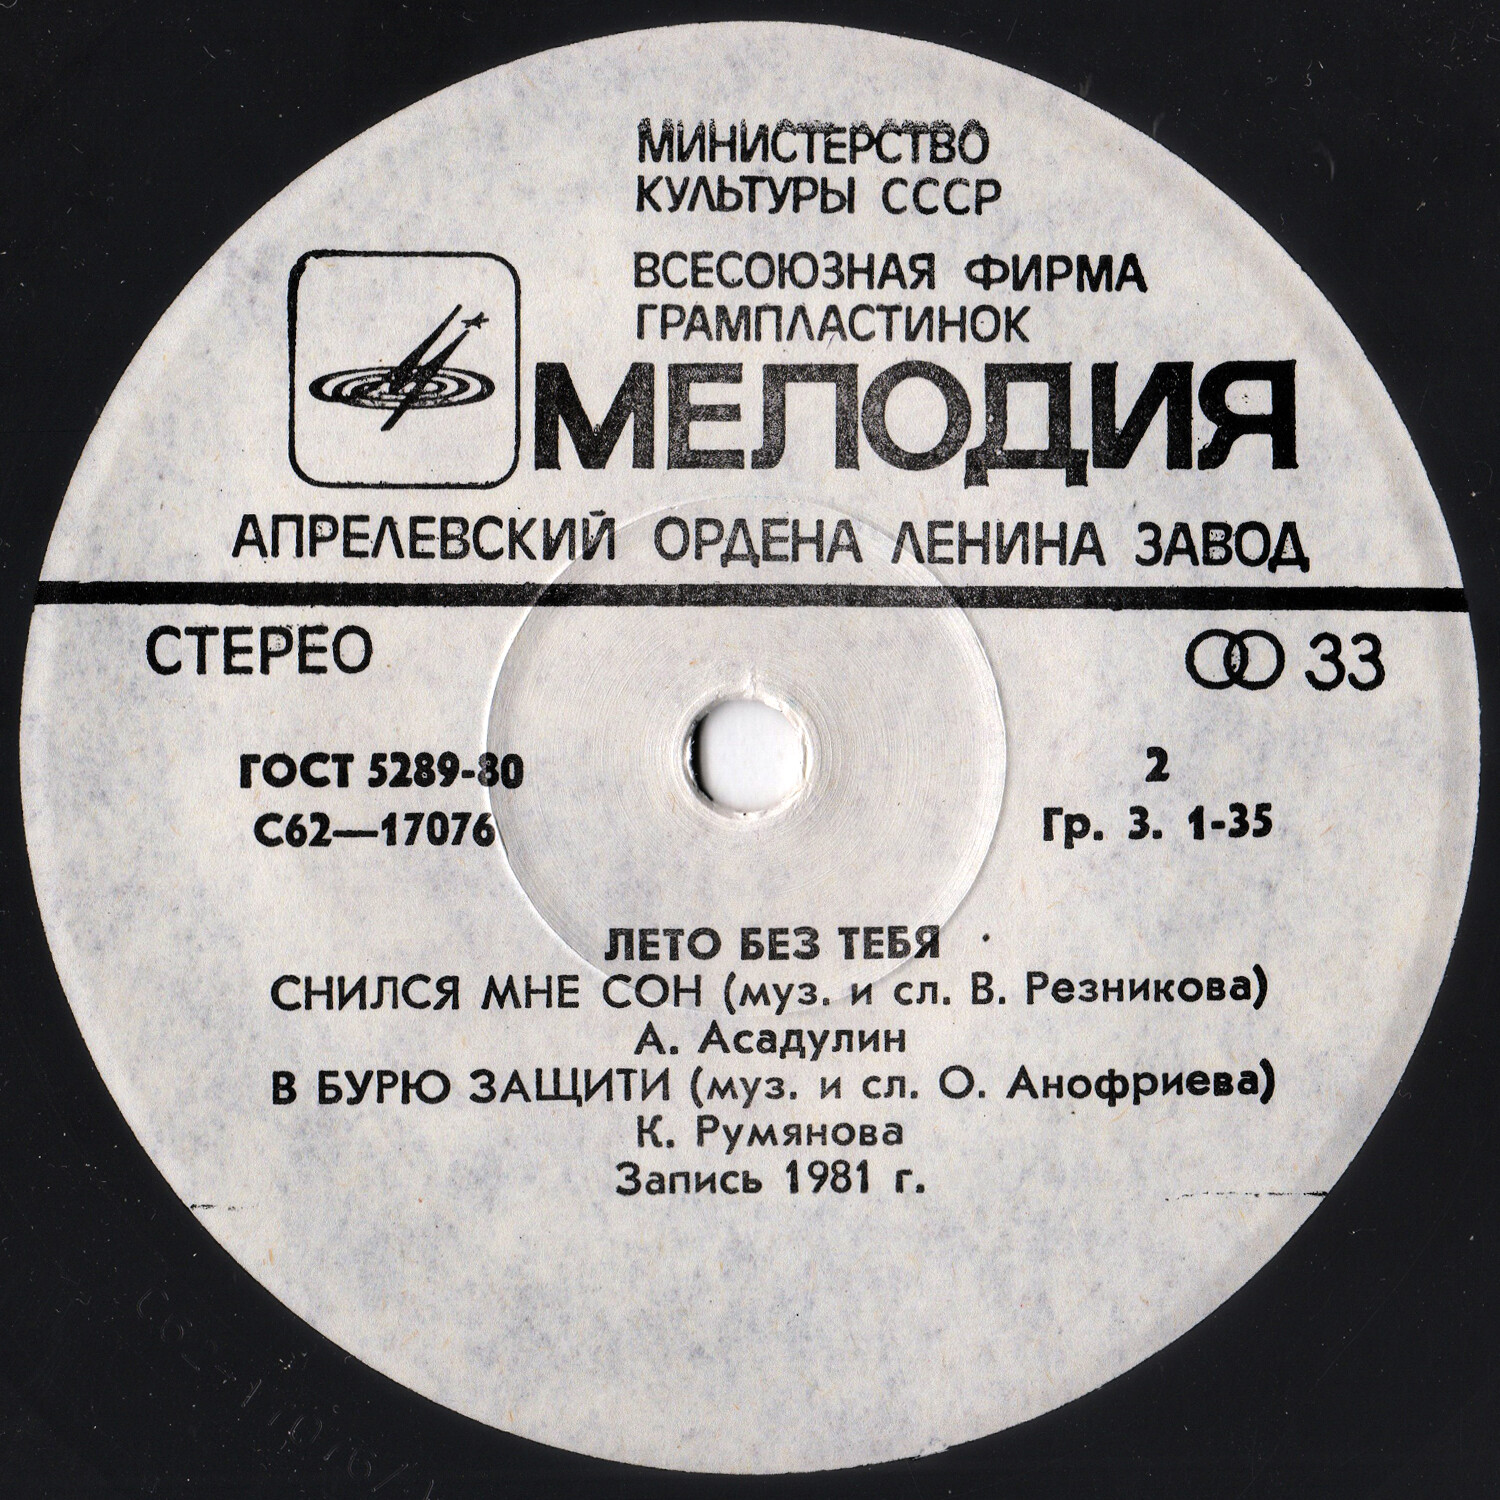 МИНИСТЕРСТВО
КУЛЬТУРЫ СССР
ВСЕСОЮЗНАЯ ФИРМА
ГРАМПЛАСТИНОК
МЕЛОДИЯ
АПРЕЛЕВСКИЙ ОРДЕНА ЛЕНИНА ЗАВОД
СТЕРЕО
33
ГОСТ 5289-80
С62—17076
2
Гр. 3. 1-35
ЛЕТО БЕЗ ТЕБЯ
СНИЛСЯ МНЕ СОН (муз. и сл. В. Резникова)
А. Асадулин
В БУРЮ ЗАЩИТИ (муз. и сл. О. Анофриева)
К. Румянова
Запись 1981 г.